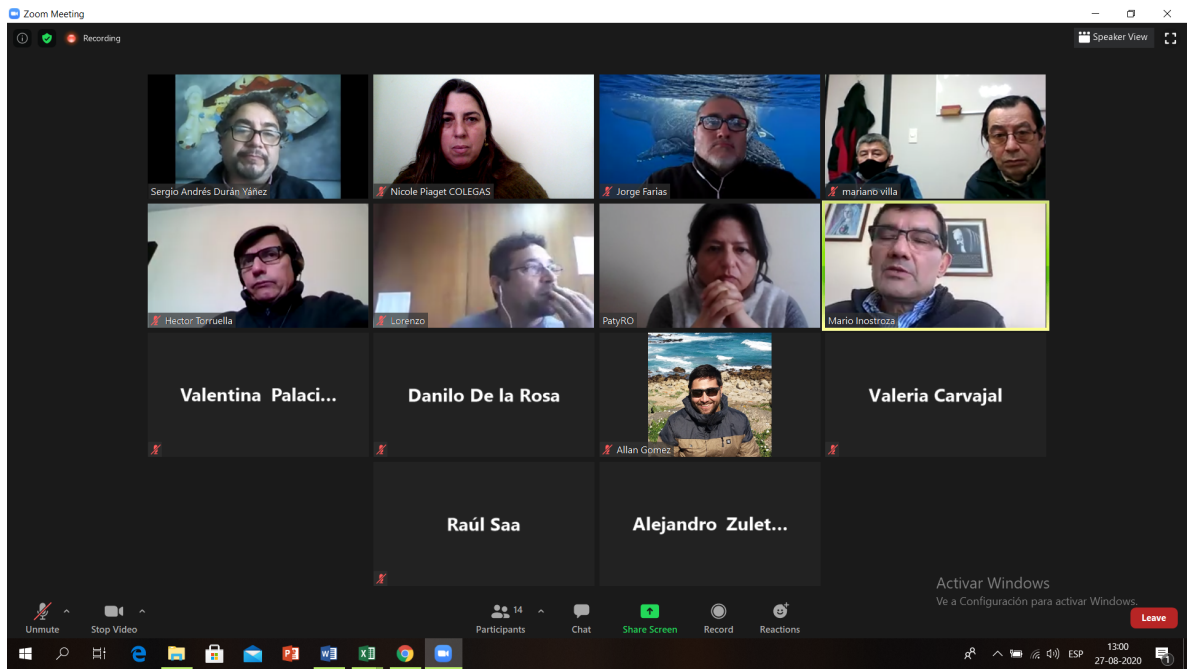 Zoom Meeting
Recording
Speaker View
Sergio Andrés Durán Yáñez
Nicole Piaget COLEGAS
Jorge Farias
mariano villa
Hector Torruella
Lorenzo
PatyRO
Mario Inostroza
Valentina Palaci...
Danilo De la Rosa
Allan Gomez
Valeria Carvajal
Raúl Saa
Alejandro Zulet...
Activar Windows
Ve a Configuración para activar Windows.
Unmute
Stop Video
14
Participants
Chat
Share Screen
Record
Reactions
Leave
ESP
13:00
27-08-2020
1